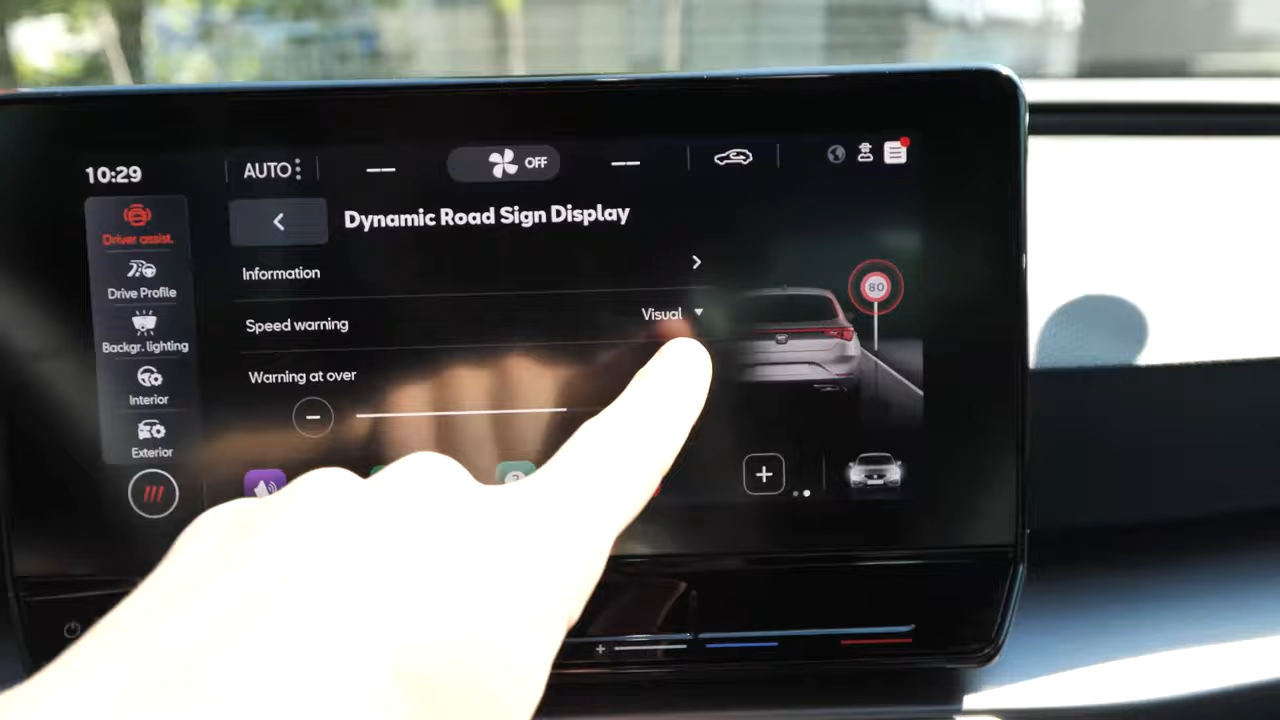 10:29
AUTO
OFF
Dynamic Road Sign Display
Driver assist.
Drive Profile
Backgr. lighting
Interior
Exterior
Information
Speed warning
Visual
Warning at over
80